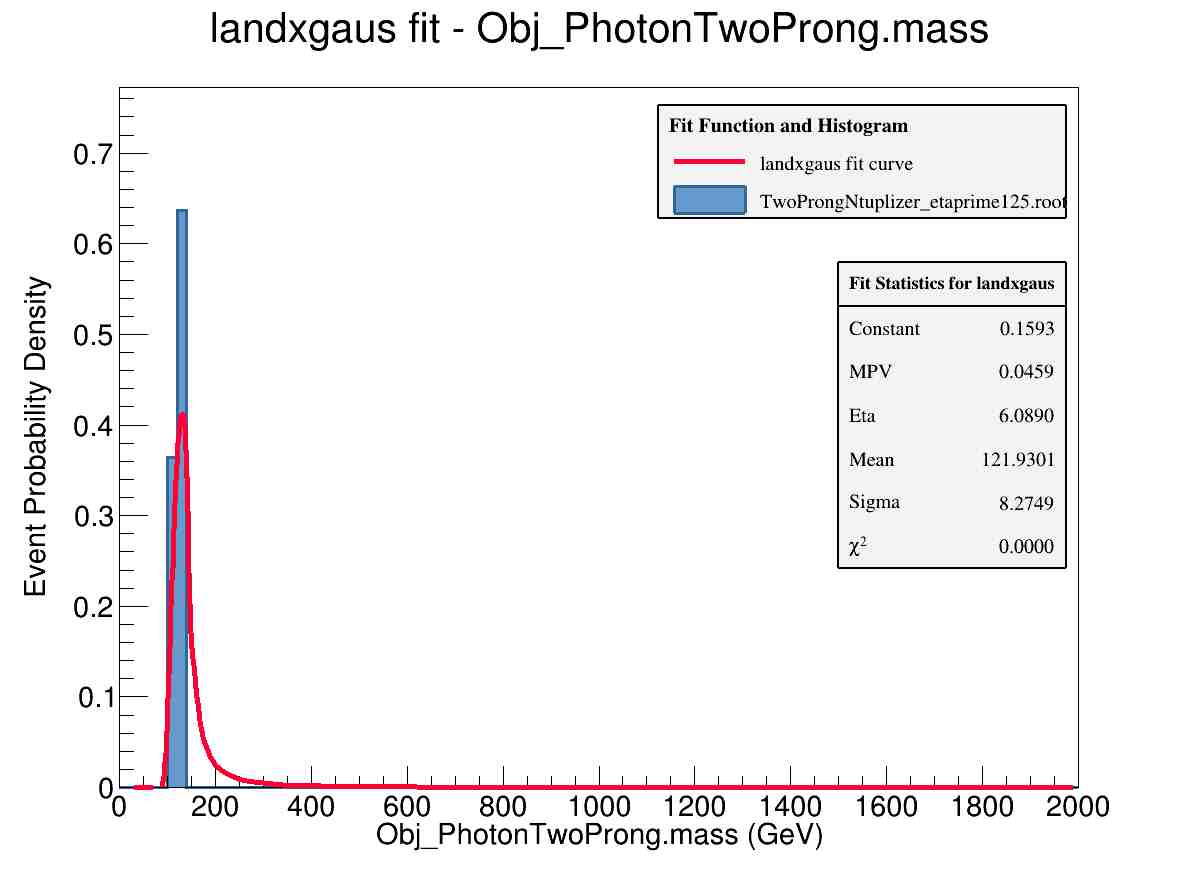 landxgaus fit - Obj_PhotonTwoProng.mass
Fit Function and Histogram
landxgaus fit curve
TwoProngNtuplizer_etaprime125.root
Fit Statistics for landxgaus
Constant 0.1593
MPV 0.0459
Eta 6.0890
Mean 121.9301
Sigma 8.2749
χ² 0.0000
Event Probability Density
0.7
0.6
0.5
0.4
0.3
0.2
0.1
0
0 200 400 600 800 1000 1200 1400 1600 1800 2000
Obj_PhotonTwoProng.mass (GeV)